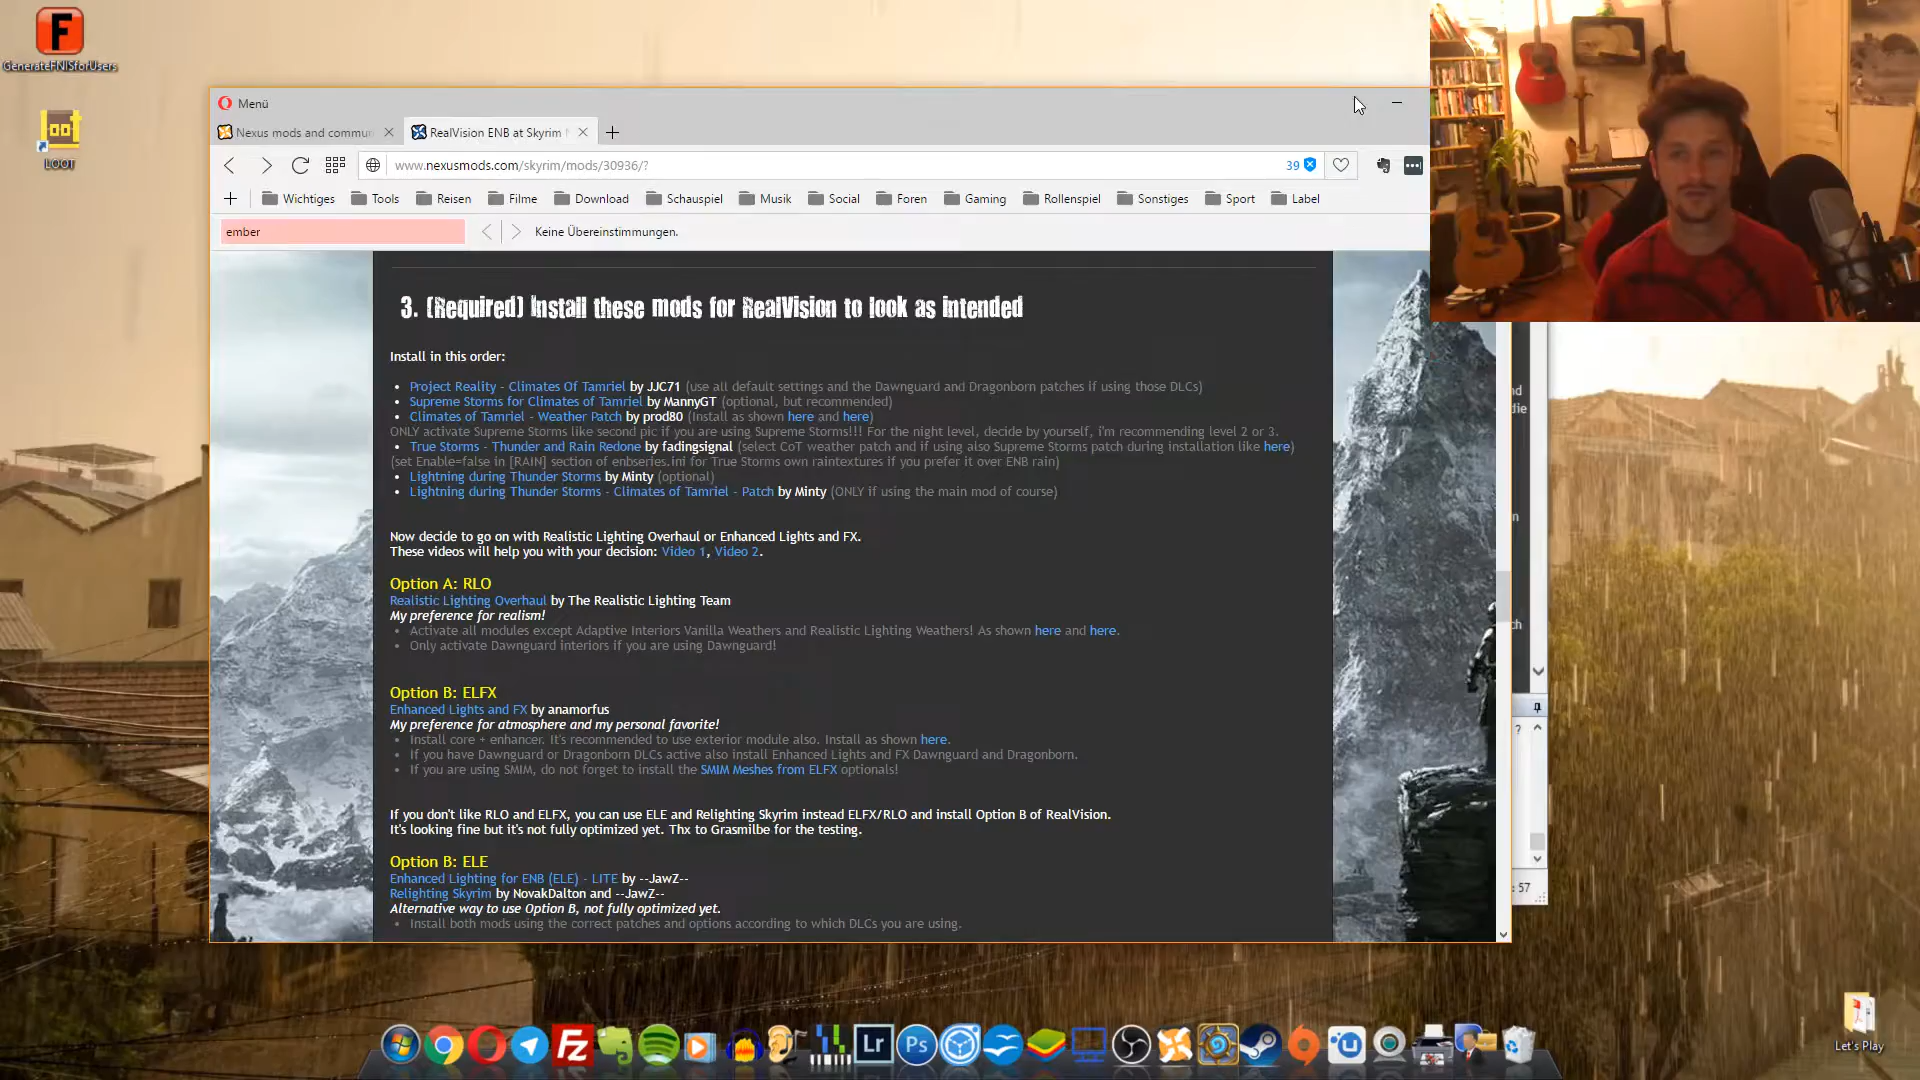 GenerateFNISforUsers
loot
LOOT
Menü
Nexus mods and commu
RealVision ENB at Skyrim
www.nexusmods.com/skyrim/mods/30936/?
39
Wichtiges Tools Reisen Filme Download Schauspiel Musik Social Foren Gaming Rollenspiel Sonstiges Sport Label
ember
Keine Übereinstimmungen.
3. (Required) Install these mods for RealVision to look as intended
Install in this order:
Project Reality - Climates Of Tamriel by JJC71 (use all default settings and the Dawnguard and Dragonborn patches if using those DLCs)
Supreme Storms for Climates of Tamriel by MannyGT (optional, but recommended)
Climates of Tamriel - Weather Patch by prod80 (Install as shown here and here)
ONLY activate Supreme Storms like second pic if you are using Supreme Storms!!! For the night level, decide by yourself, i'm recommending level 2 or 3.
True Storms - Thunder and Rain Redone by fadingsignal (select CoT weather patch and if using also Supreme Storms patch during installation like here)
(set Enable=false in [RAIN] section of enbseries.ini for True Storms own raintextures if you prefer it over ENB rain)
Lightning during Thunder Storms by Minty (optional)
Lightning during Thunder Storms - Climates of Tamriel - Patch by Minty (ONLY if using the main mod of course)
Now decide to go on with Realistic Lighting Overhaul or Enhanced Lights and FX.
These videos will help you with your decision: Video 1, Video 2.
Option A: RLO
Realistic Lighting Overhaul by The Realistic Lighting Team
My preference for realism!
Activate all modules except Adaptive Interiors Vanilla Weathers and Realistic Lighting Weathers! As shown here and here.
Only activate Dawnguard interiors if you are using Dawnguard!
Option B: ELFX
Enhanced Lights and FX by anamorfus
My preference for atmosphere and my personal favorite!
Install core + enhancer. It's recommended to use exterior module also. Install as shown here.
If you have Dawnguard or Dragonborn DLCs active also install Enhanced Lights and FX Dawnguard and Dragonborn.
If you are using SMIM, do not forget to install the SMIM Meshes from ELFX optionals!
If you don't like RLO and ELFX, you can use ELE and Relighting Skyrim instead ELFX/RLO and install Option B of RealVision.
It's looking fine but it's not fully optimized yet. Thx to Grasmilbe for the testing.
Option B: ELE
Enhanced Lighting for ENB (ELE) - LITE by --JawZ--
Relighting Skyrim by NovakDalton and --JawZ--
Alternative way to use Option B, not fully optimized yet.
Install both mods using the correct patches and options according to which DLCs you are using.
nd
die
n
ch
?
: 57
Fz
Lr
Ps
Let's Play